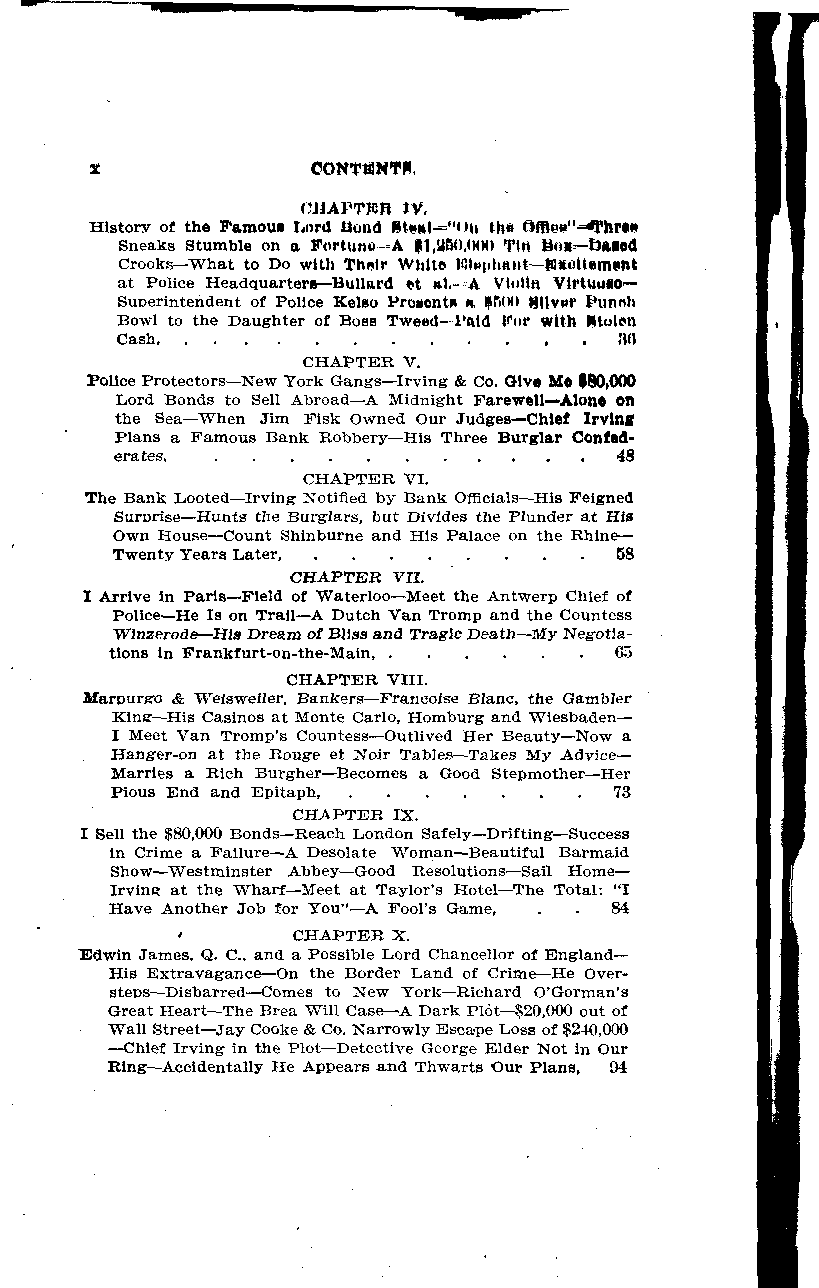 x CONTENTS.
CHAPTER IV.
History of the Famous Lord Bond Steal—"On the Office"—Three
Sneaks Stumble on a Fortune—A $1,250,000 Tin Box—Dazed
Crooks—What to Do with Their White Elephant—Excitement
at Police Headquarters—Bullard et al.—A Violin Virtuoso—
Superintendent of Police Kelso Presents a $500 Silver Punch
Bowl to the Daughter of Boss Tweed—Paid For with Stolen
Cash, . . . . . . . . . . . . 36
CHAPTER V.
Police Protectors—New York Gangs—Irving & Co. Give Me $80,000
Lord Bonds to Sell Abroad—A Midnight Farewell—Alone on
the Sea—When Jim Fisk Owned Our Judges—Chief Irving
Plans a Famous Bank Robbery—His Three Burglar Confed-
erates, . . . . . . . . . . . 48
CHAPTER VI.
The Bank Looted—Irving Notified by Bank Officials—His Feigned
Surprise—Hunts the Burglars, but Divides the Plunder at His
Own House—Count Shinburne and His Palace on the Rhine—
Twenty Years Later, . . . . . . . . 58
CHAPTER VII.
I Arrive in Paris—Field of Waterloo—Meet the Antwerp Chief of
Police—He Is on Trail—A Dutch Van Tromp and the Countess
Winzerode—His Dream of Bliss and Tragic Death—My Negotia-
tions in Frankfurt-on-the-Main, . . . . . . 65
CHAPTER VIII.
Marpurgo & Weisweller, Bankers—Francoise Blanc, the Gambler
King—His Casinos at Monte Carlo, Homburg and Wiesbaden—
I Meet Van Tromp's Countess—Outlived Her Beauty—Now a
Hanger-on at the Rouge et Noir Tables—Takes My Advice—
Marries a Rich Burgher—Becomes a Good Stepmother—Her
Pious End and Epitaph, . . . . . . . 73
CHAPTER IX.
I Sell the $80,000 Bonds—Reach London Safely—Drifting—Success
in Crime a Failure—A Desolate Woman—Beautiful Barmaid
Show—Westminster Abbey—Good Resolutions—Sail Home—
Irving at the Wharf—Meet at Taylor's Hotel—The Total: "I
Have Another Job for You"—A Fool's Game, . . 84
CHAPTER X.
Edwin James, Q. C., and a Possible Lord Chancellor of England—
His Extravagance—On the Border Land of Crime—He Over-
steps—Disbarred—Comes to New York—Richard O'Gorman's
Great Heart—The Brea Will Case—A Dark Plot—$20,000 out of
Wall Street—Jay Cooke & Co. Narrowly Escape Loss of $240,000
—Chief Irving in the Plot—Detective George Elder Not in Our
Ring—Accidentally He Appears and Thwarts Our Plans, 94